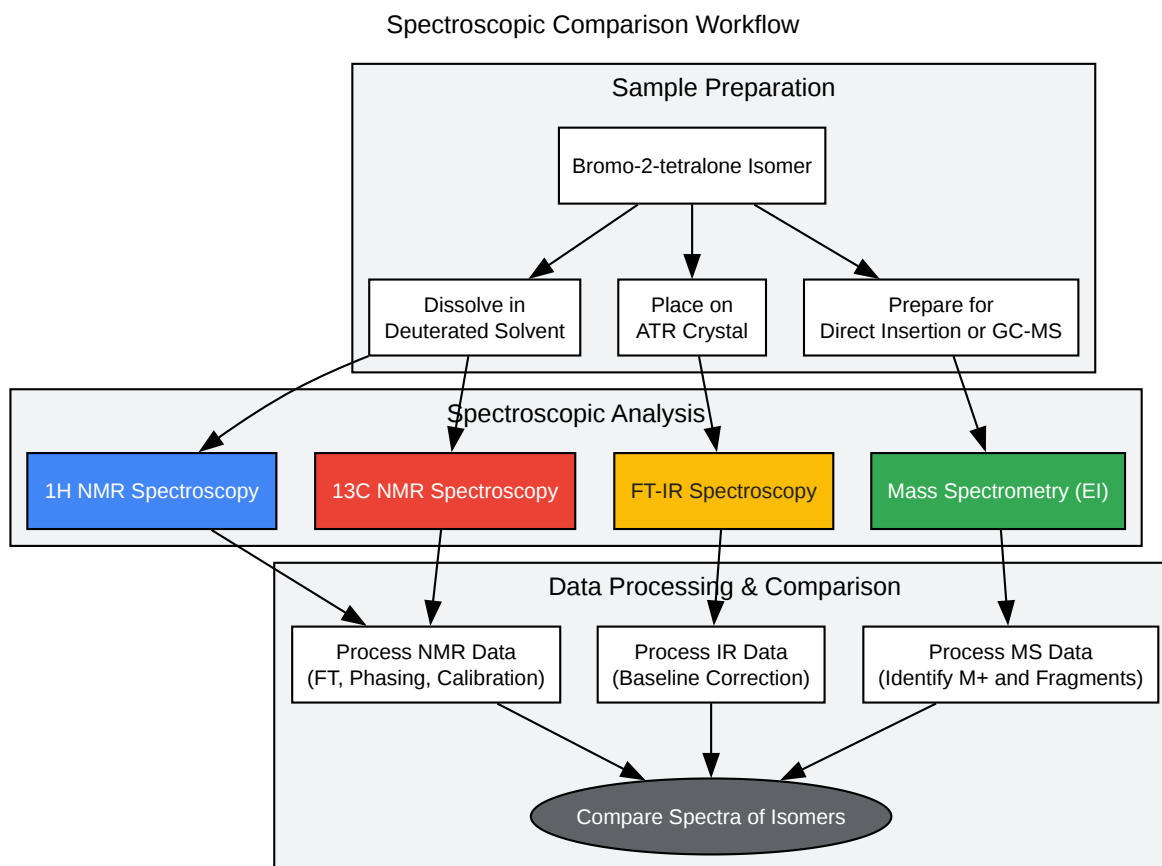 Spectroscopic Comparison Workflow
Sample Preparation
Bromo-2-tetralone Isomer
Dissolve in
Deuterated Solvent
Place on
ATR Crystal
Prepare for
Direct Insertion or GC-MS
Spectroscopic Analysis
1H NMR Spectroscopy
13C NMR Spectroscopy
FT-IR Spectroscopy
Mass Spectrometry (EI)
Data Processing & Comparison
Process NMR Data
(FT, Phasing, Calibration)
Process IR Data
(Baseline Correction)
Process MS Data
(Identify M+ and Fragments)
Compare Spectra of Isomers